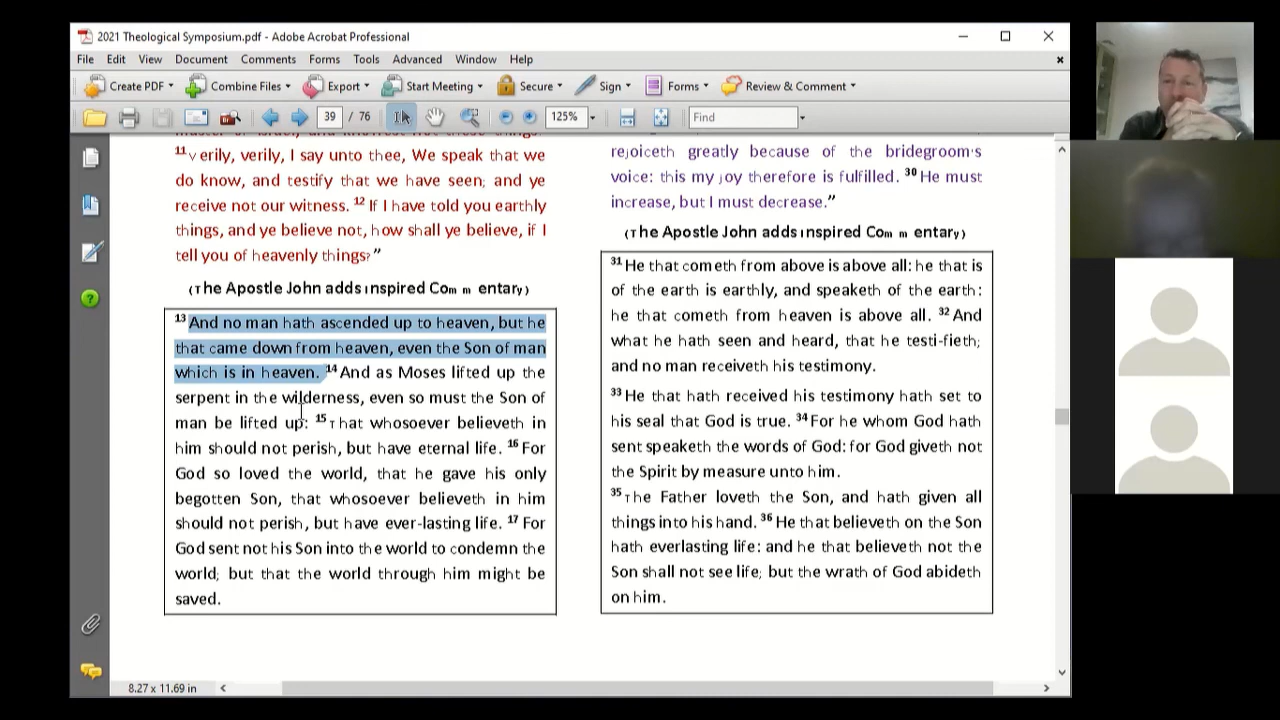 2021 Theological Symposium.pdf - Adobe Acrobat Professional
File Edit View Document Comments Forms Tools Advanced Window Help
Create PDF Combine Files Export Start Meeting Secure Sign Forms Review & Comment
39 / 76 125% Find
11 Verily, verily, I say unto thee, We speak that we
do know, and testify that we have seen; and ye
receive not our witness. 12 If I have told you earthly
things, and ye believe not, how shall ye believe, if I
tell you of heavenly things?”
(The Apostle John adds Inspired Commentary)
13 And no man hath ascended up to heaven, but he
that came down from heaven, even the Son of man
which is in heaven. 14 And as Moses lifted up the
serpent in the wilderness, even so must the Son of
man be lifted up: 15 That whosoever believeth in
him should not perish, but have eternal life. 16 For
God so loved the world, that he gave his only
begotten Son, that whosoever believeth in him
should not perish, but have ever-lasting life. 17 For
God sent not his Son into the world to condemn the
world; but that the world through him might be
saved.
rejoiceth greatly because of the bridegroom's
voice: this my joy therefore is fulfilled. 30 He must
increase, but I must decrease.”
(The Apostle John adds Inspired Commentary)
31 He that cometh from above is above all: he that is
of the earth is earthly, and speaketh of the earth:
he that cometh from heaven is above all. 32 And
what he hath seen and heard, that he testi-fieth;
and no man receiveth his testimony.
33 He that hath received his testimony hath set to
his seal that God is true. 34 For he whom God hath
sent speaketh the words of God: for God giveth not
the Spirit by measure unto him.
35 The Father loveth the Son, and hath given all
things into his hand. 36 He that believeth on the Son
hath everlasting life: and he that believeth not the
Son shall not see life; but the wrath of God abideth
on him.
8.27 x 11.69 in